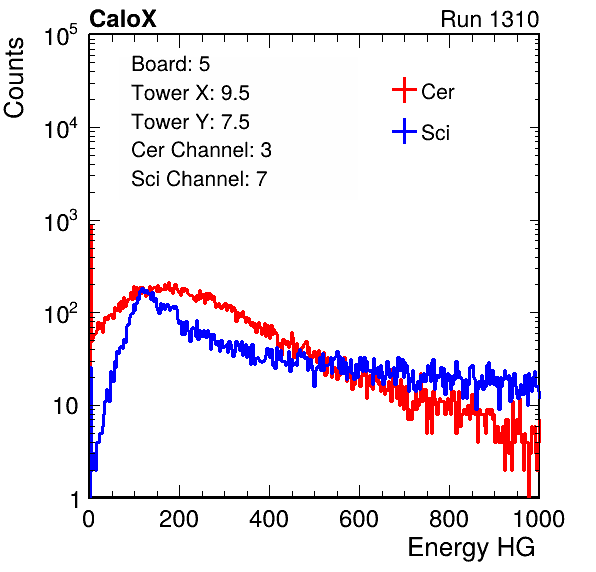 CaloX Run 1310
Counts
Board: 5
Tower X: 9.5
Tower Y: 7.5
Cer Channel: 3
Sci Channel: 7
Cer
Sci
10^5
10^4
10^3
10^2
10
1
0 200 400 600 800 1000
Energy HG